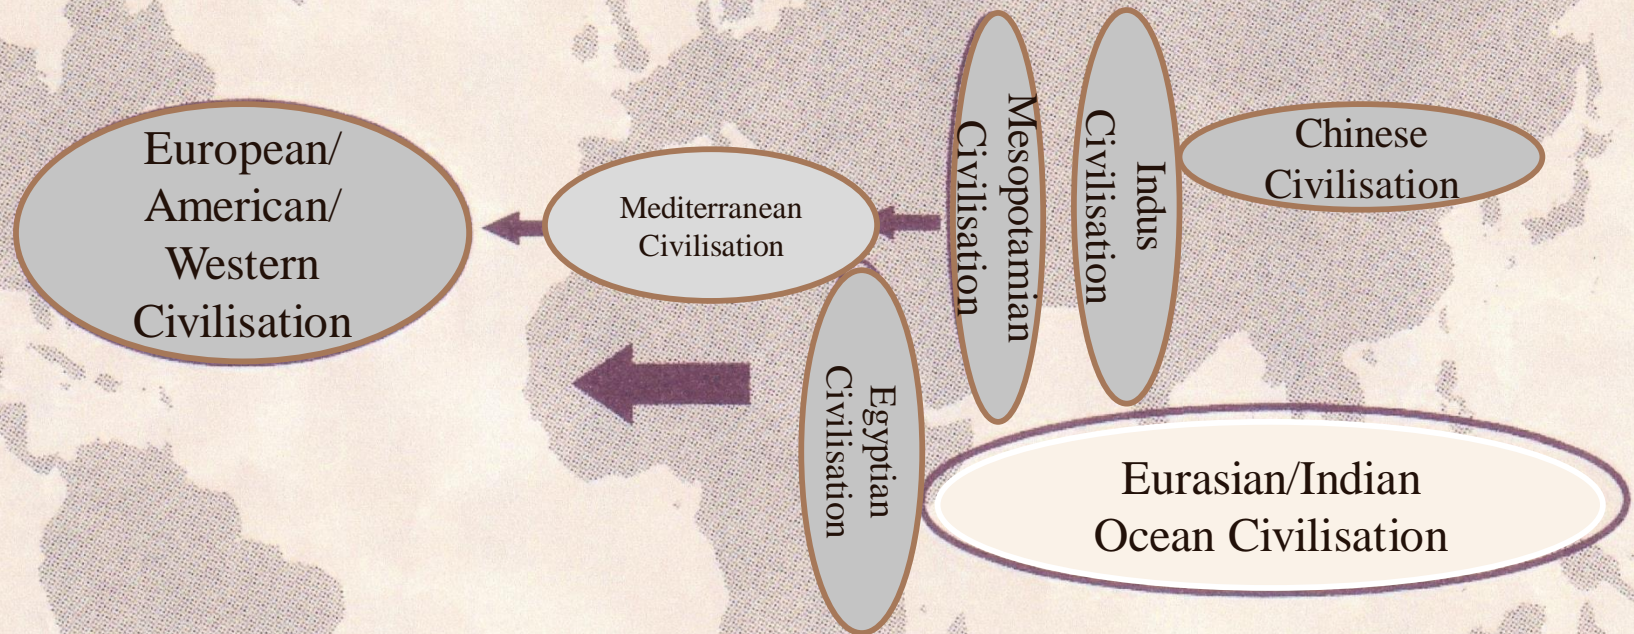 European/
American/
Western
Civilisation
Mediterranean
Civilisation
Egyptian
Civilisation
Mesopotamian
Civilisation
Indus
Civilisation
Chinese
Civilisation
Eurasian/Indian
Ocean Civilisation